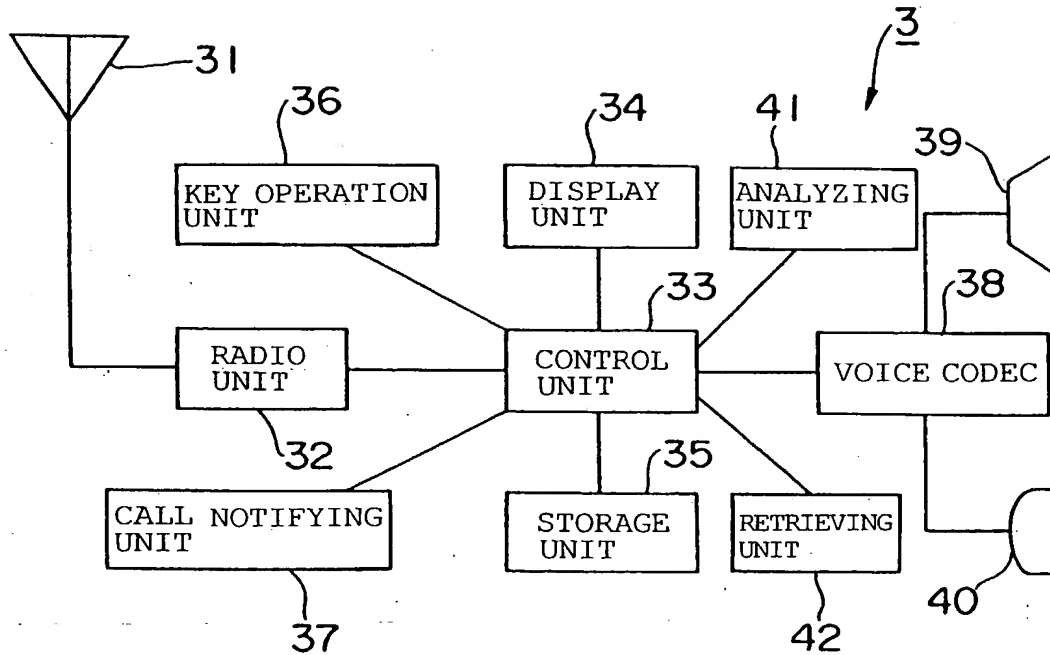 3
31
36
34
41
39
KEY OPERATION
UNIT
DISPLAY
UNIT
ANALYZING
UNIT
33
38
RADIO
UNIT
CONTROL
UNIT
VOICE CODEC
32
35
CALL NOTIFYING
UNIT
STORAGE
UNIT
RETRIEVING
UNIT
40
37
42